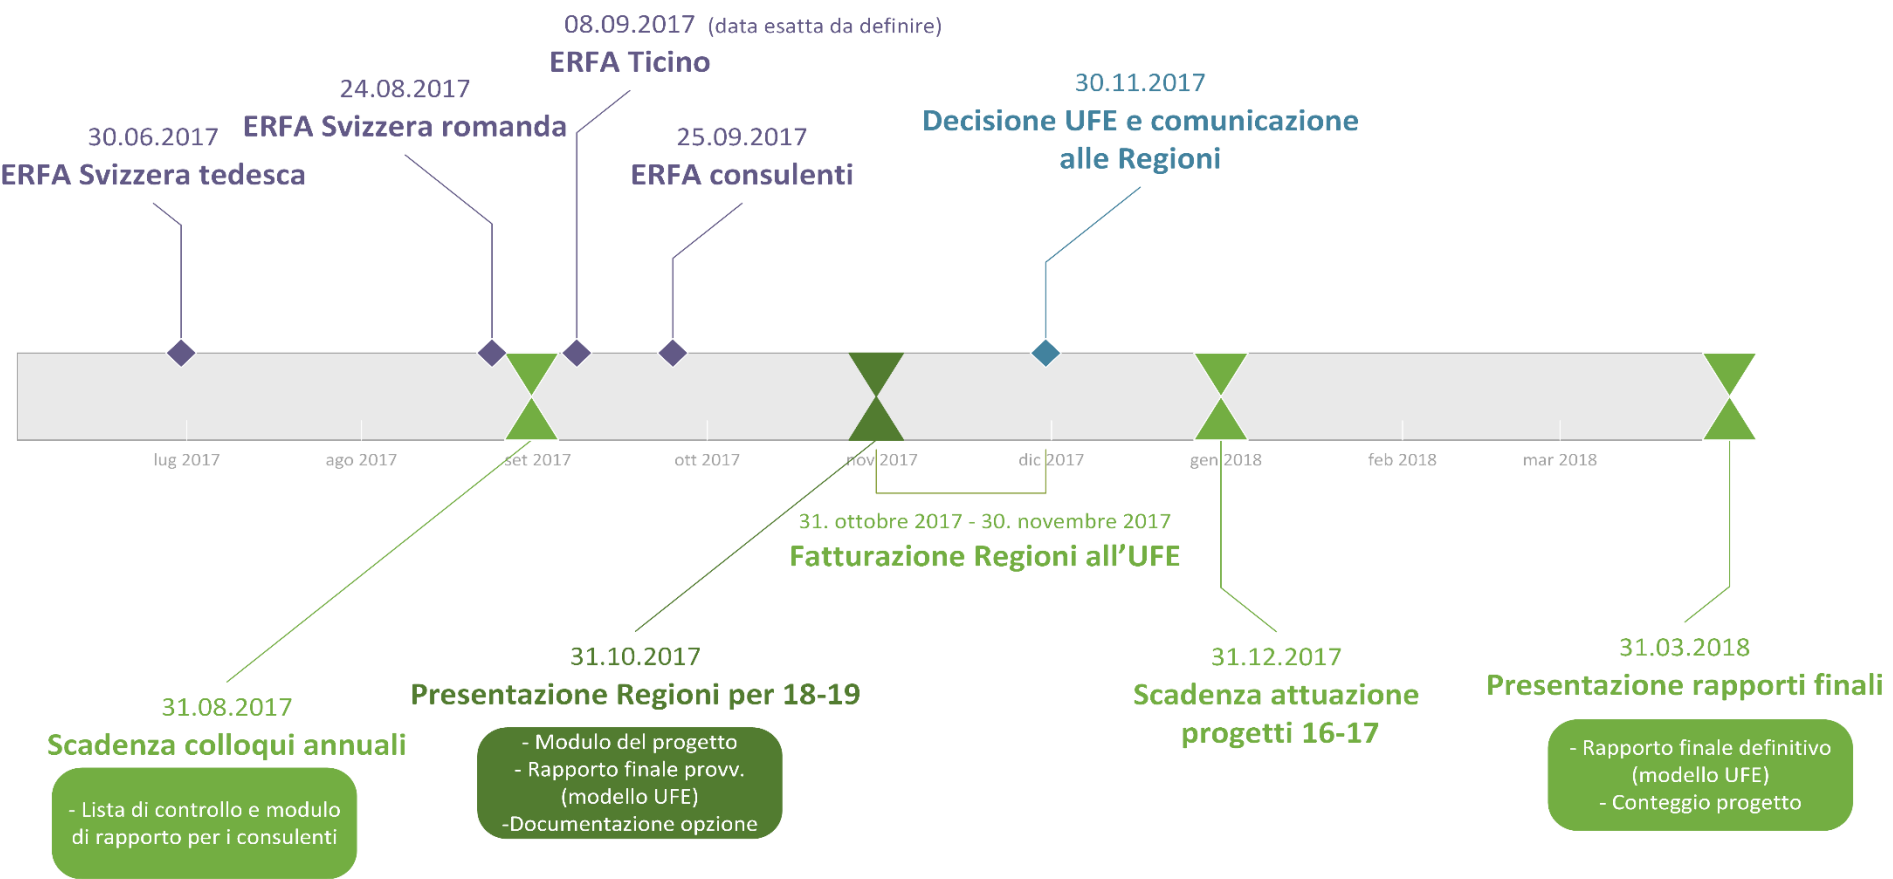 08.09.2017 (data esatta da definire)
ERFA Ticino
24.08.2017
ERFA Svizzera romanda
30.06.2017
ERFA Svizzera tedesca
25.09.2017
ERFA consulenti
30.11.2017
Decisione UFE e comunicazione
alle Regioni
lug 2017
ago 2017
set 2017
ott 2017
nov 2017
dic 2017
gen 2018
feb 2018
mar 2018
31. ottobre 2017 - 30. novembre 2017
Fatturazione Regioni all’UFE
31.08.2017
Scadenza colloqui annuali
- Lista di controllo e modulo
di rapporto per i consulenti
31.10.2017
Presentazione Regioni per 18-19
- Modulo del progetto
- Rapporto finale provv.
(modello UFE)
-Documentazione opzione
31.12.2017
Scadenza attuazione
progetti 16-17
31.03.2018
Presentazione rapporti finali
- Rapporto finale definitivo
(modello UFE)
- Conteggio progetto